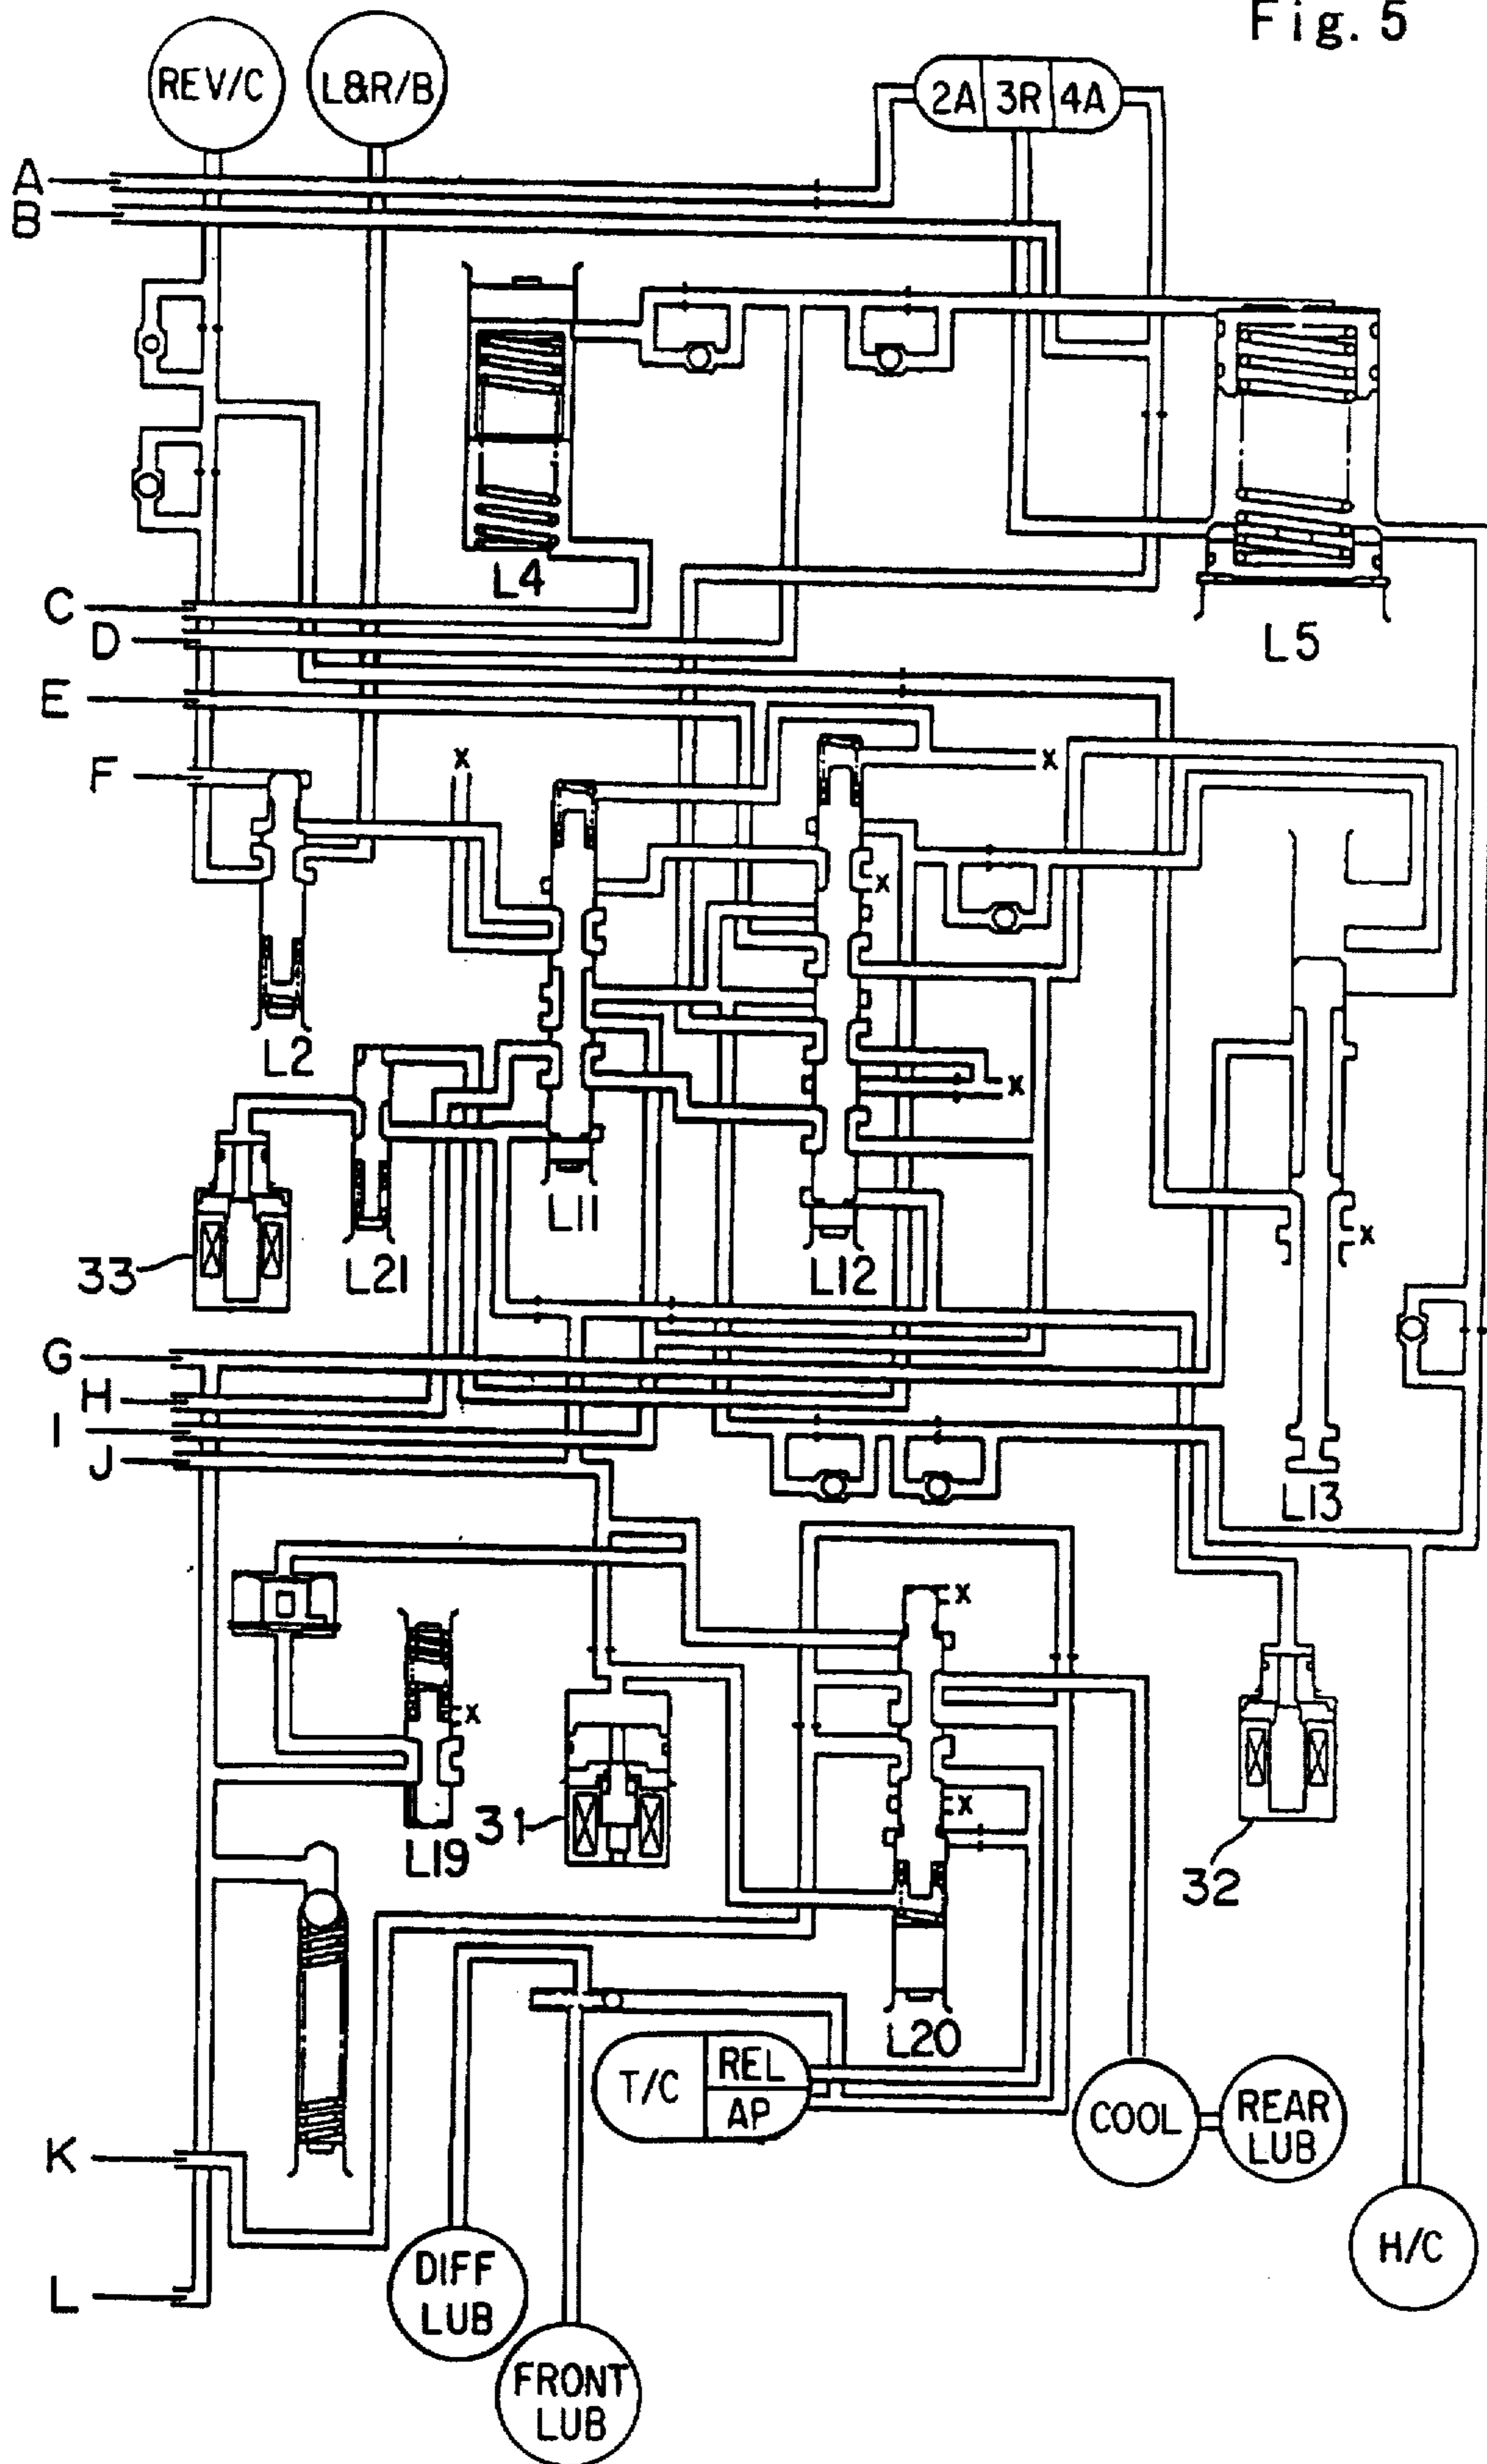 Fig. 5
REV/C
L&R/B
2A 3R 4A
A
B
L4
L5
C
D
E
F
x
x
x
L2
L11
L12
x
x
33
L21
G
H
I
J
L13
x
x
L19
31
x
32
L20
T/C
REL
AP
COOL
REAR
LUB
K
L
DIFF
LUB
FRONT
LUB
H/C